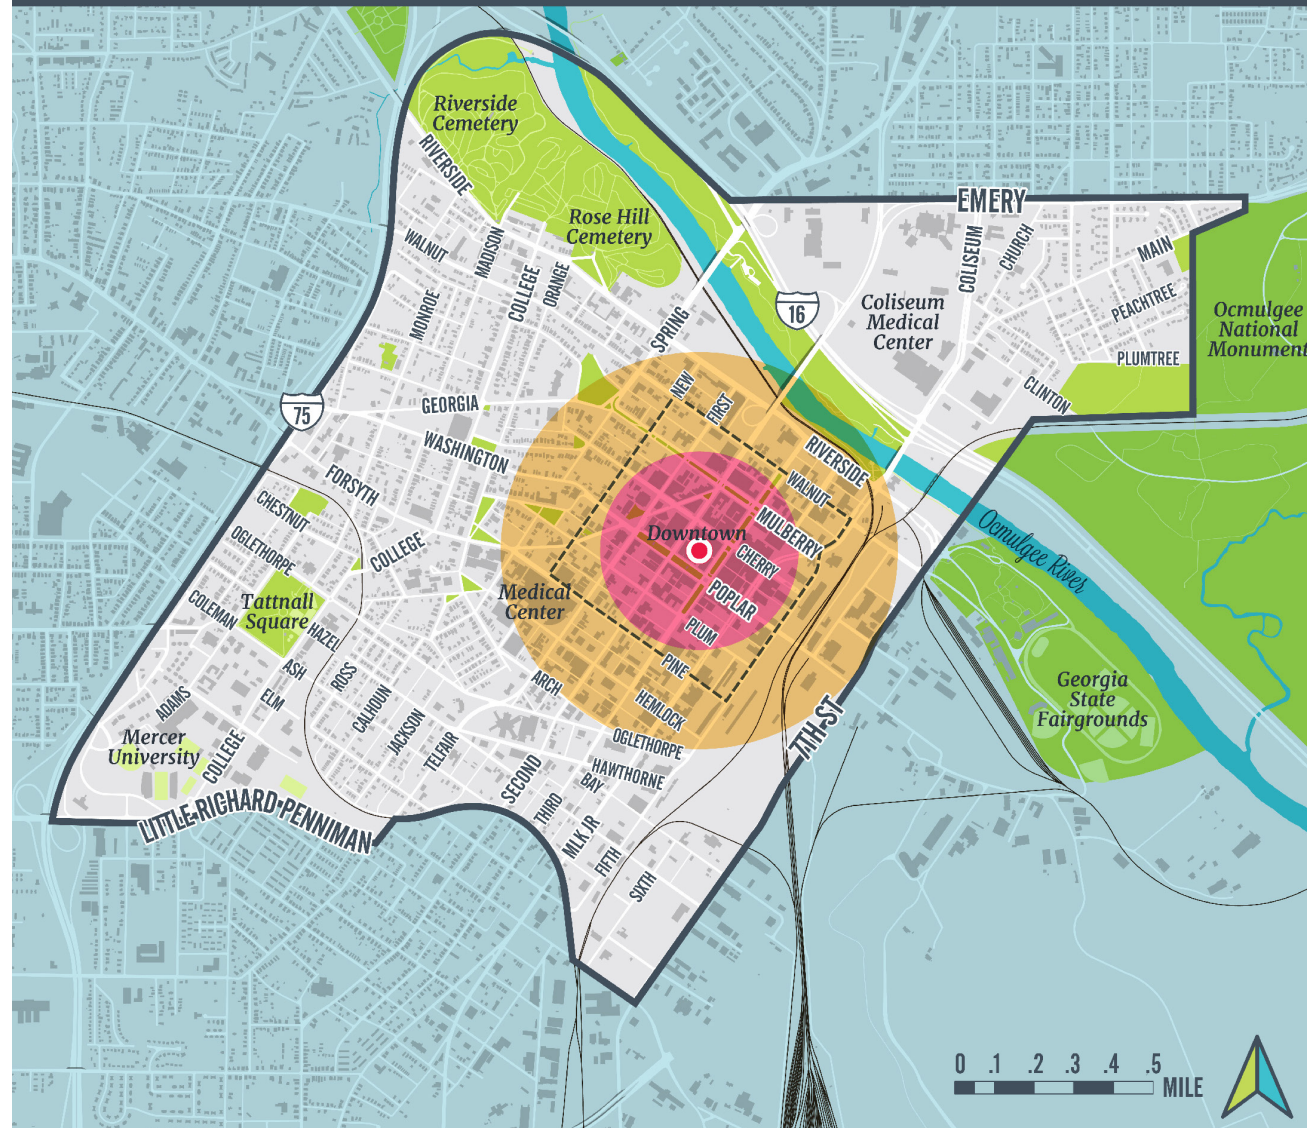 Riverside
Cemetery
RIVERSIDE
Rose Hill
Cemetery
EMERY
WALNUT
MADISON
COLLEGE
ORANGE
MONROE
SPRING
16
COLISEUM
CHURCH
MAIN
PEACHTREE
PLUMTREE
CLINTON
Coliseum
Medical
Center
Ocmulgee
National
Monument
75
GEORGIA
WASHINGTON
NEW
FIRST
RIVERSIDE
WALNUT
MULBERRY
Downtown
CHERRY
POPLAR
PLUM
PINE
FORSYTH
CHESTNUT
OGLETHORPE
COLLEGE
Medical
Center
Tattnall
Square
COLEMAN
HAZEL
ASH
ELM
ROSS
CALHOUN
JACKSON
TELFAIR
ARCH
HEMLOCK
OGLETHORPE
HAWTHORNE
BAY
7TH ST
Ocmulgee River
Georgia
State
Fairgrounds
ADAMS
Mercer
University
COLLEGE
LITTLE RICHARD PENNIMAN
SECOND
THIRD
MLK JR
FIFTH
SIXTH
0 .1 .2 .3 .4 .5
MILE